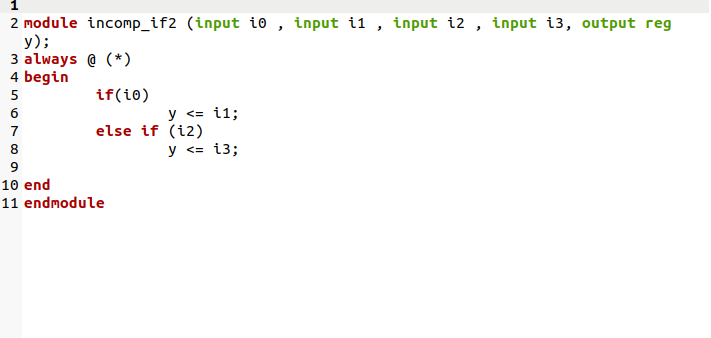 1
2 module incomp_if2 (input i0 , input i1 , input i2 , input i3, output reg
y);
3 always @ (*)
4 begin
5 if(i0)
6 y <= i1;
7 else if (i2)
8 y <= i3;
9
10 end
11 endmodule